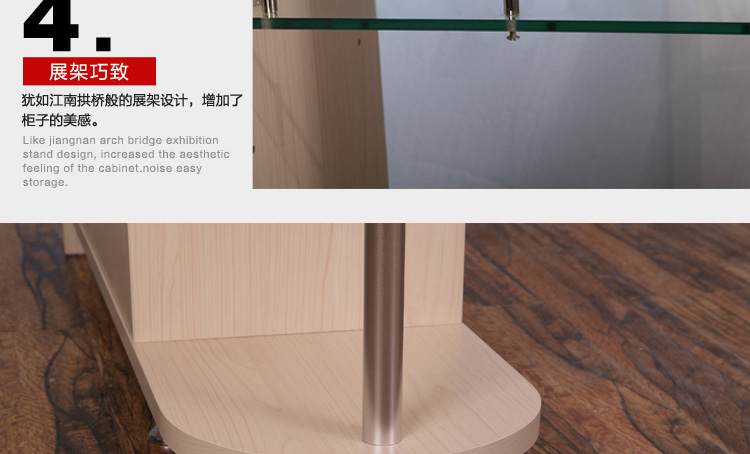 4.
展架巧致
犹如江南拱桥般的展架设计，增加了
柜子的美感。
Like jiangnan arch bridge exhibition
stand design, increased the aesthetic
feeling of the cabinet.noise easy
storage.